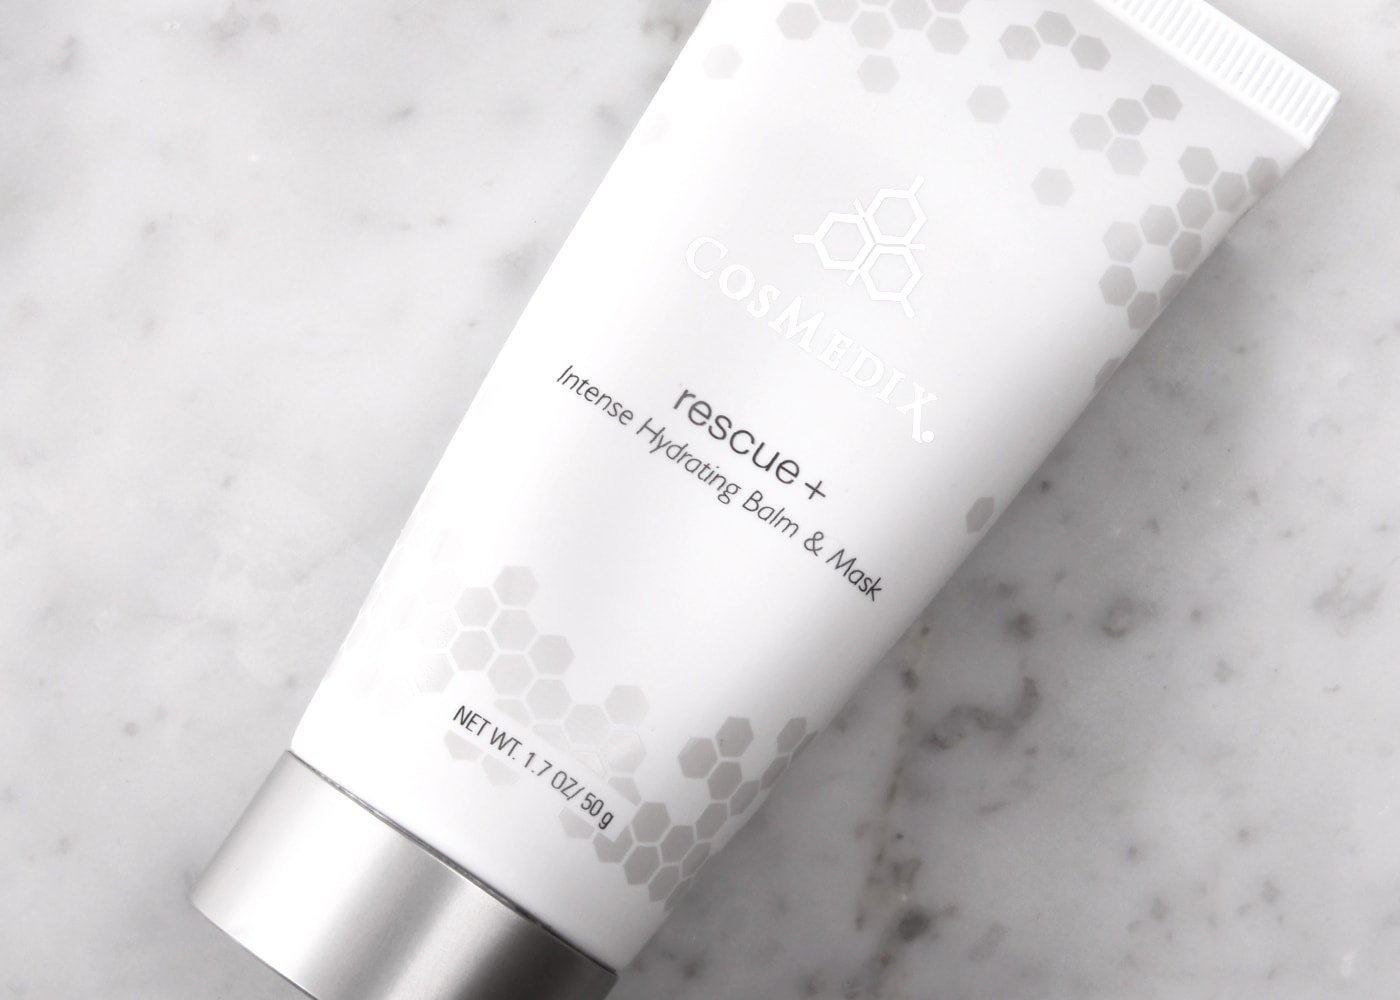 COSMEDIX
rescue+
Intense Hydrating Balm & Mask
NET WT. 1.7 OZ/ 50 g